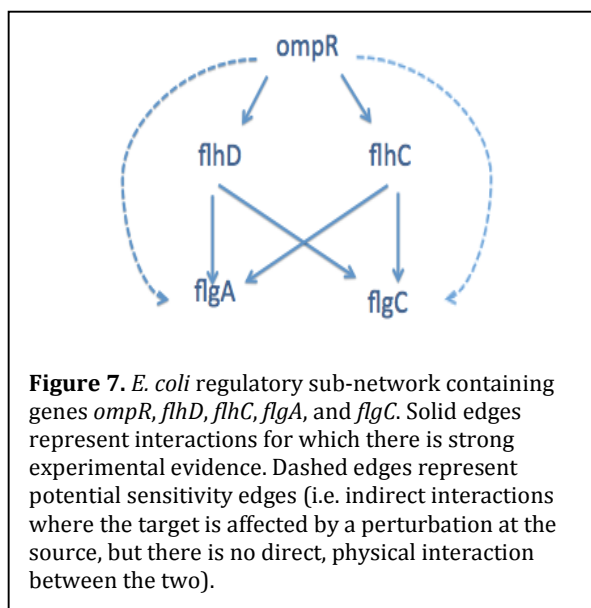 ompR
flhD flhC
flgA flgC
Figure 7. E. coli regulatory sub-network containing
genes ompR, flhD, flhC, flgA, and flgC. Solid edges
represent interactions for which there is strong
experimental evidence. Dashed edges represent
potential sensitivity edges (i.e. indirect interactions
where the target is affected by a perturbation at the
source, but there is no direct, physical interaction
between the two).